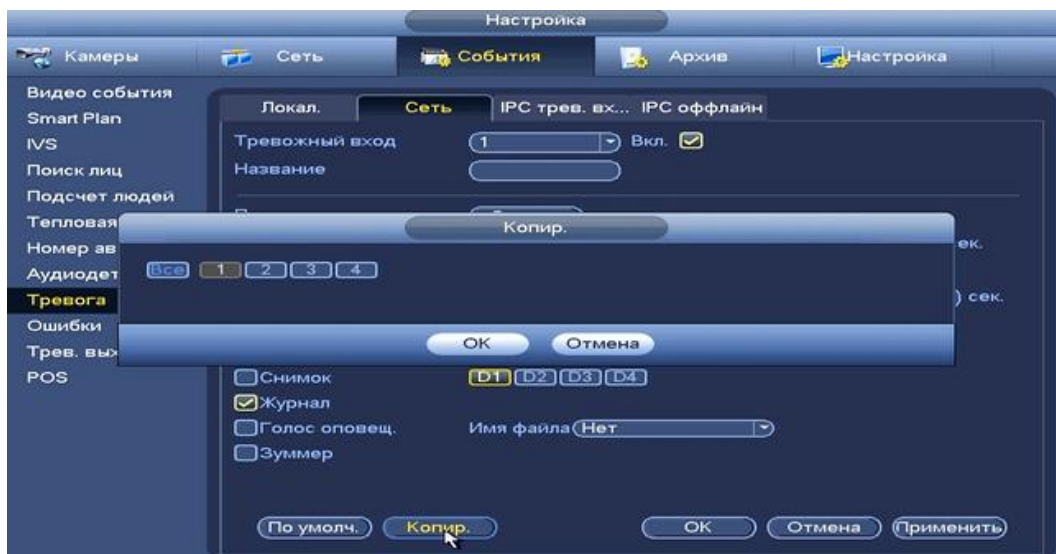 Настройка
Камеры Сеть События Архив Настройка
Видео события
Smart Plan
IVS
Поиск лиц
Подсчет людей
Тепловая
Номер ав
Аудиодет
Тревога
Ошибки
Трев. вых
POS
Локал. Сеть IPC трев. вх... IPC оффлайн
Тревожный вход 1 Вкл.
Название
ек.
) сек.
Копир.
Все 1 2 3 4
OK Отмена
Снимок D1 D2 D3 D4
Журнал
Голос оповещ. Имя файла Нет
Зуммер
По умолч. Копир. OK Отмена Применить